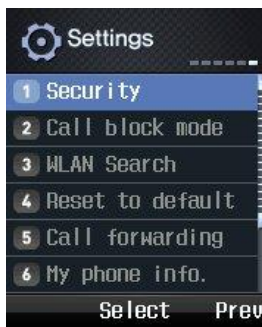 Settings
1 Security
2 Call block mode
3 WLAN Search
4 Reset to default
5 Call forwarding
6 My phone info.
Select Prev